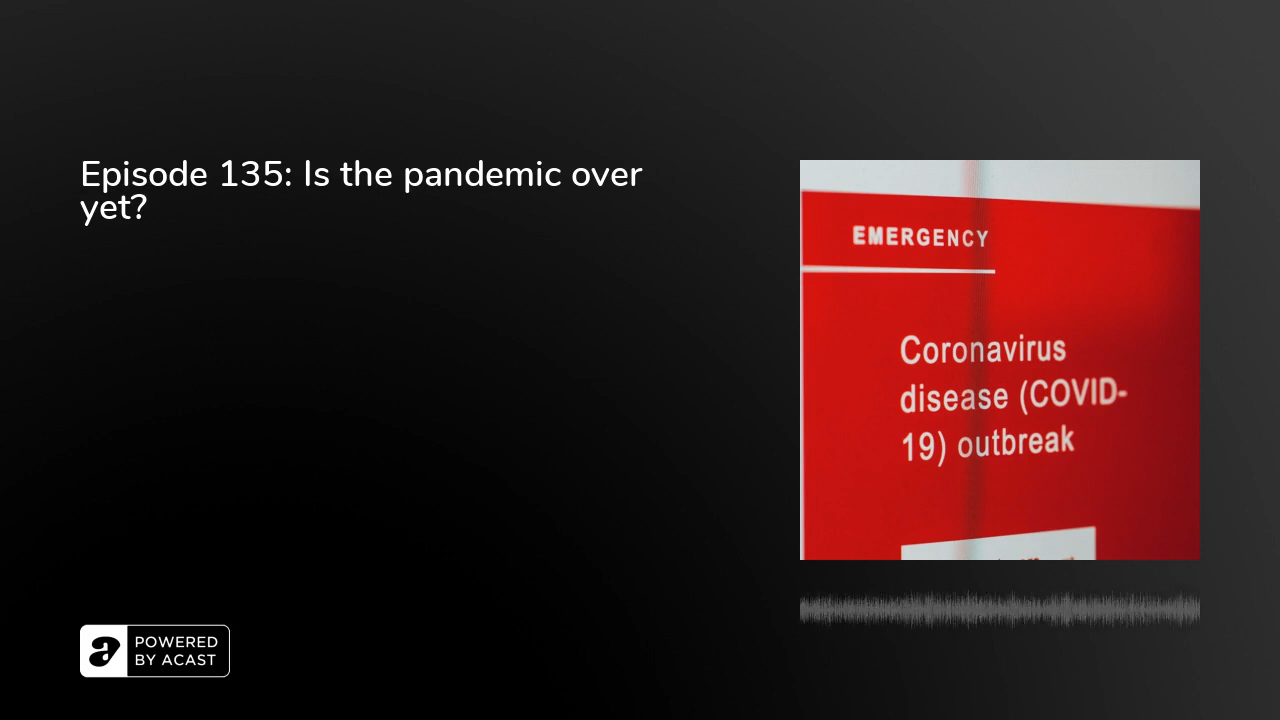 Episode 135: Is the pandemic over
yet?
EMERGENCY
Coronavirus
disease (COVID-
19) outbreak
a
POWERED
BY ACAST